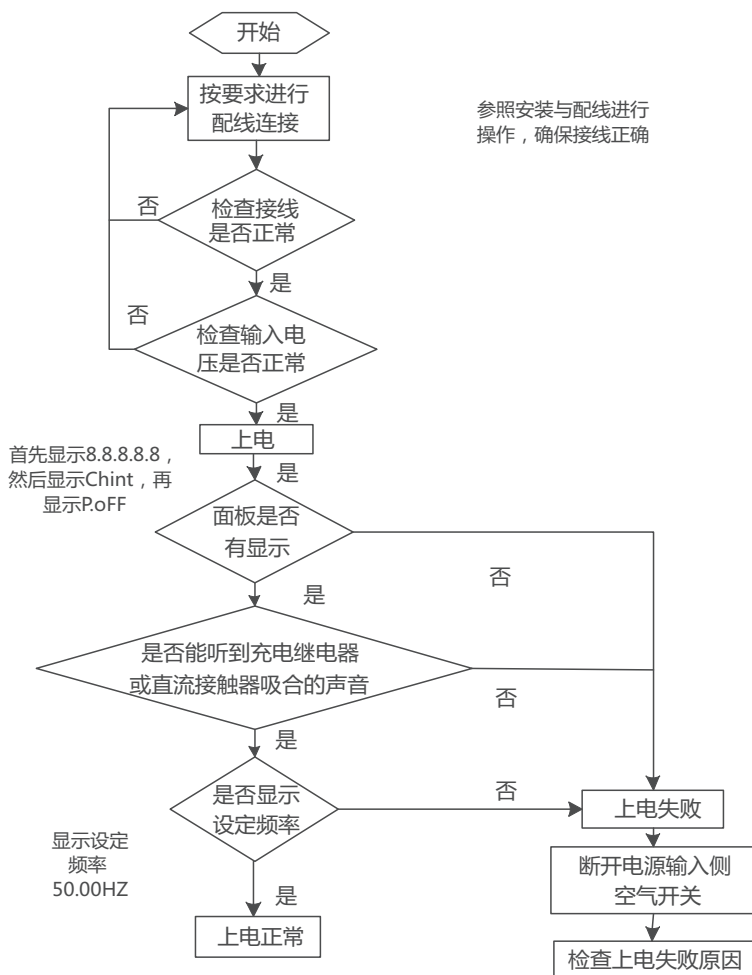 开始
按要求进行
配线连接
参照安装与配线进行
操作，确保接线正确
否
检查接线
是否正常
是
否
检查输入电
压是否正常
是
上电
首先显示8.8.8.8.8，
然后显示Chint，再
显示P.oFF
是
面板是否
有显示
否
是
是否能听到充电继电器
或直流接触器吸合的声音
否
是
是否显示
设定频率
否
上电失败
显示设定
频率
50.00HZ
断开电源输入侧
空气开关
是
上电正常
检查上电失败原因